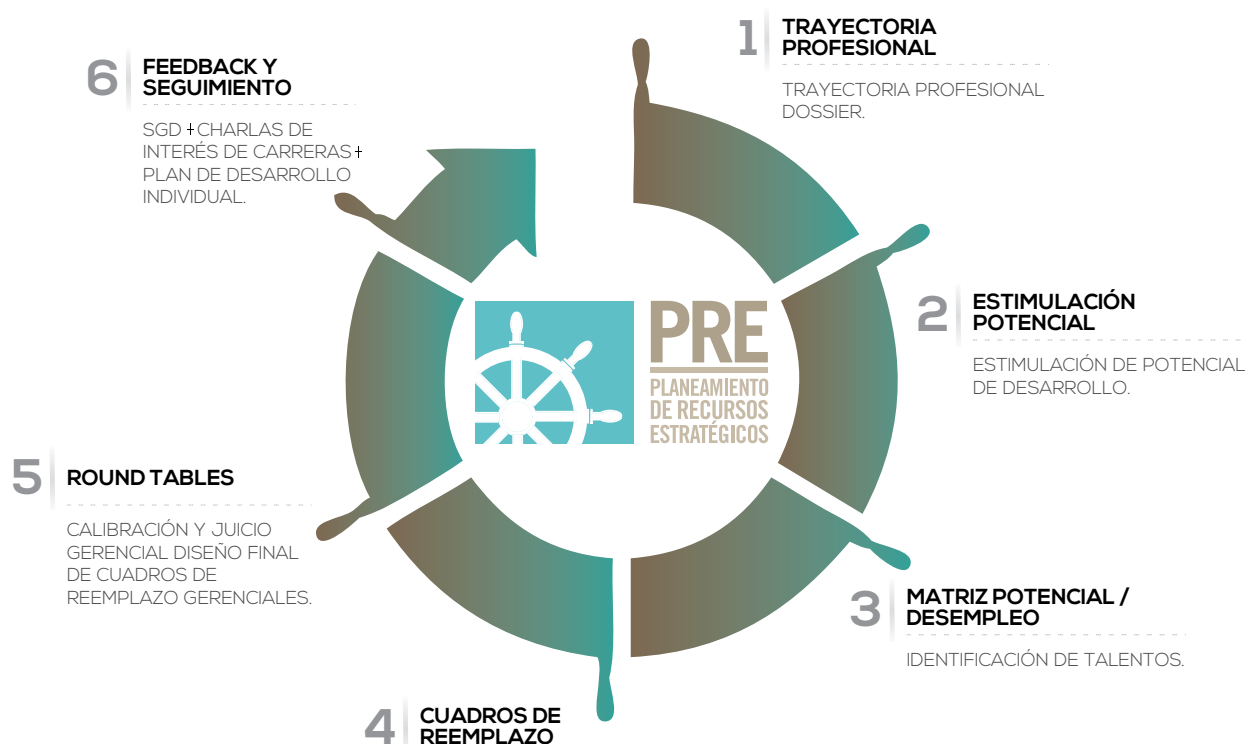 1
TRAYECTORIA
PROFESIONAL
TRAYECTORIA PROFESIONAL
DOSSIER.
2
ESTIMULACIÓN
POTENCIAL
ESTIMULACIÓN DE POTENCIAL
DE DESARROLLO.
3
MATRIZ POTENCIAL /
DESEMPLEO
IDENTIFICACIÓN DE TALENTOS.
4
CUADROS DE
REEMPLAZO
5
ROUND TABLES
CALIBRACIÓN Y JUICIO
GERENCIAL DISEÑO FINAL
DE CUADROS DE
REEMPLAZO GERENCIALES.
6
FEEDBACK Y
SEGUIMIENTO
SGD + CHARLAS DE
INTERÉS DE CARRERAS +
PLAN DE DESARROLLO
INDIVIDUAL.
PRE
PLANEAMIENTO
DE RECURSOS
ESTRATÉGICOS